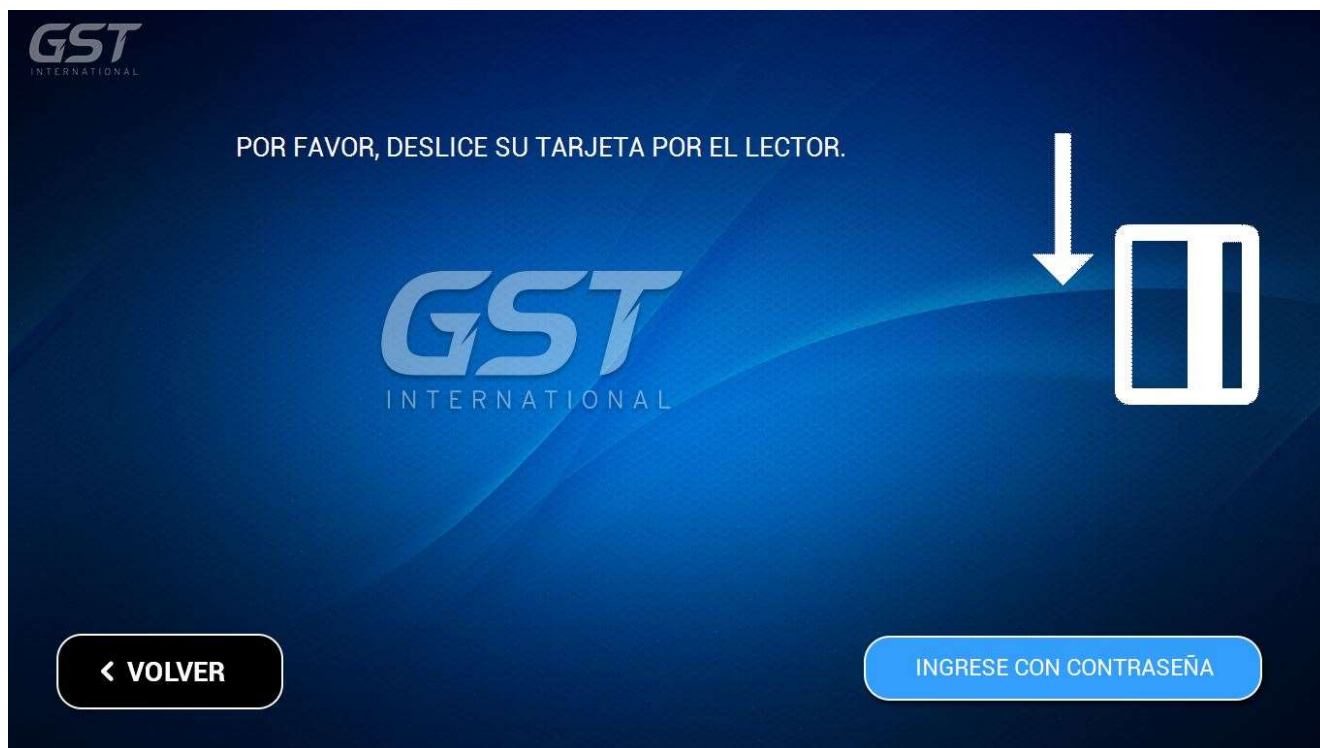 GST
INTERNATIONAL
POR FAVOR, DESLICE SU TARJETA POR EL LECTOR.
GST
INTERNATIONAL
< VOLVER
INGRESE CON CONTRASEÑA